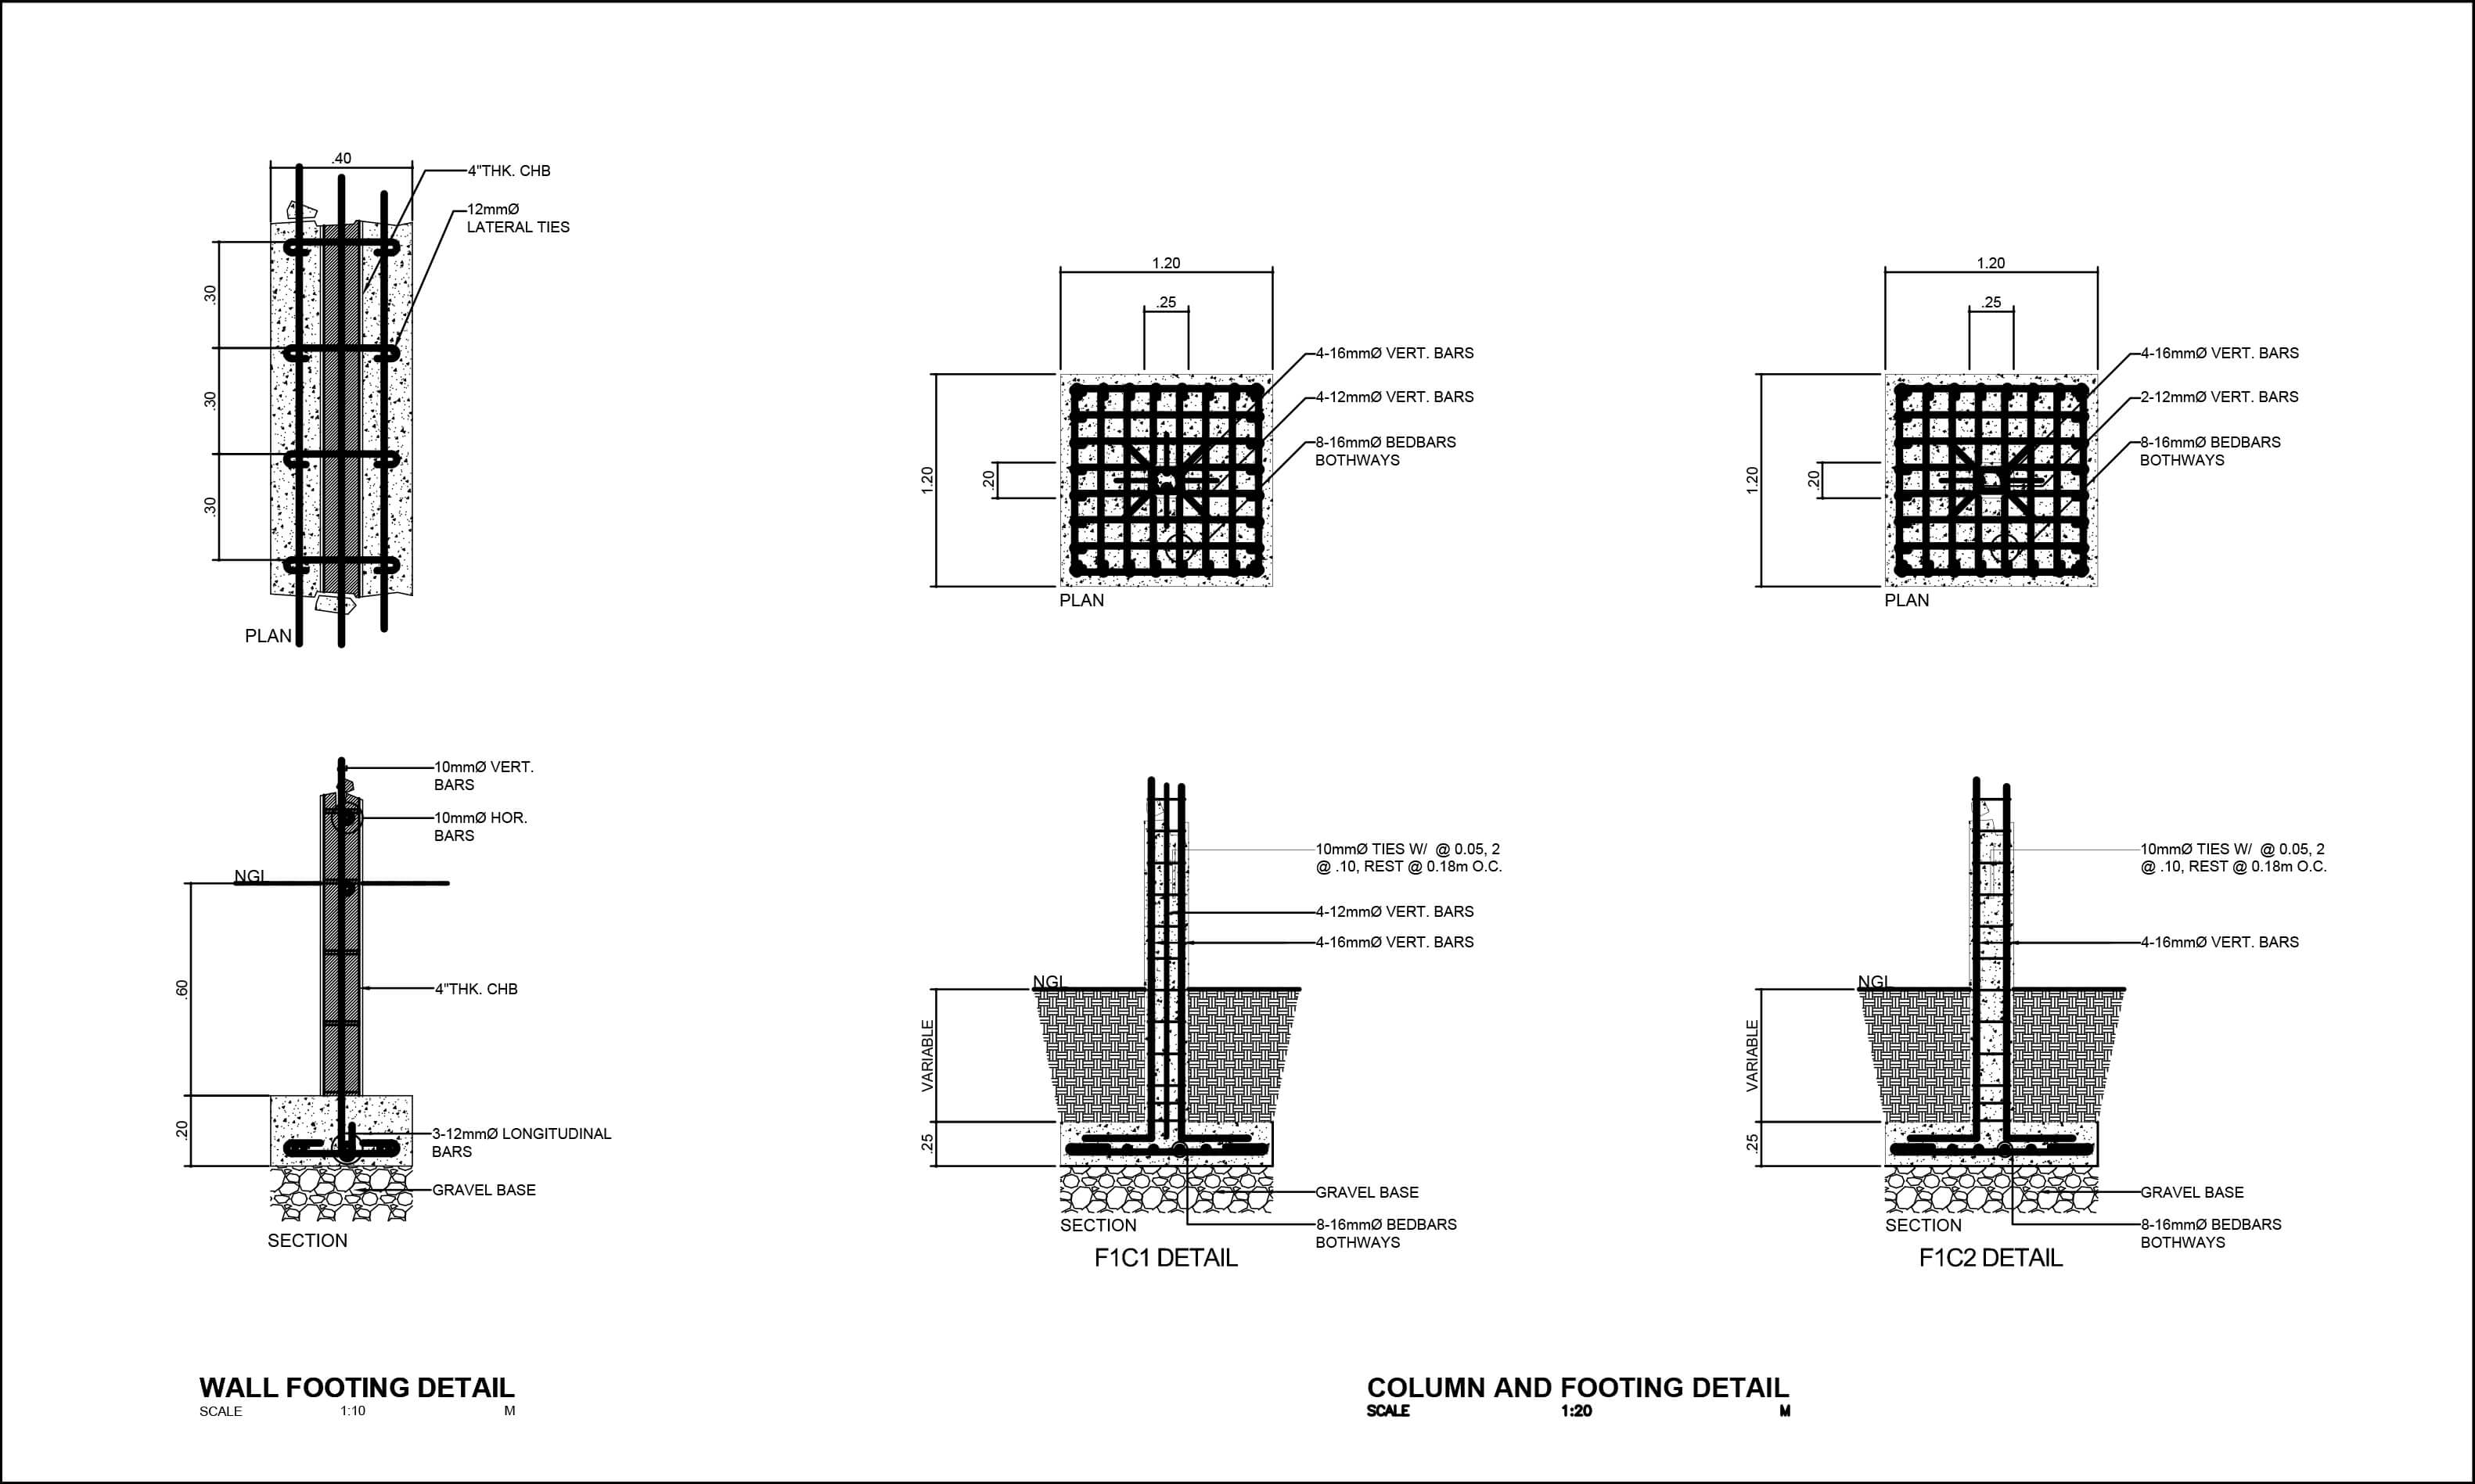 .40
4"THK. CHB
12mmØ
LATERAL TIES
.30
.30
.30
PLAN
10mmØ VERT.
BARS
10mmØ HOR.
BARS
NGL
.60
4"THK. CHB
.20
3-12mmØ LONGITUDINAL
BARS
GRAVEL BASE
SECTION
WALL FOOTING DETAIL
SCALE 1:10 M
1.20
.25
4-16mmØ VERT. BARS
4-12mmØ VERT. BARS
8-16mmØ BEDBARS
BOTHWAYS
1.20
.20
PLAN
10mmØ TIES W/ @ 0.05, 2
@ .10, REST @ 0.18m O.C.
4-12mmØ VERT. BARS
4-16mmØ VERT. BARS
NGL
VARIABLE
.25
GRAVEL BASE
SECTION
8-16mmØ BEDBARS
BOTHWAYS
F1C1 DETAIL
1.20
.25
4-16mmØ VERT. BARS
2-12mmØ VERT. BARS
8-16mmØ BEDBARS
BOTHWAYS
1.20
.20
PLAN
10mmØ TIES W/ @ 0.05, 2
@ .10, REST @ 0.18m O.C.
4-16mmØ VERT. BARS
NGL
VARIABLE
.25
GRAVEL BASE
SECTION
8-16mmØ BEDBARS
BOTHWAYS
F1C2 DETAIL
COLUMN AND FOOTING DETAIL
SCALE 1:20 M